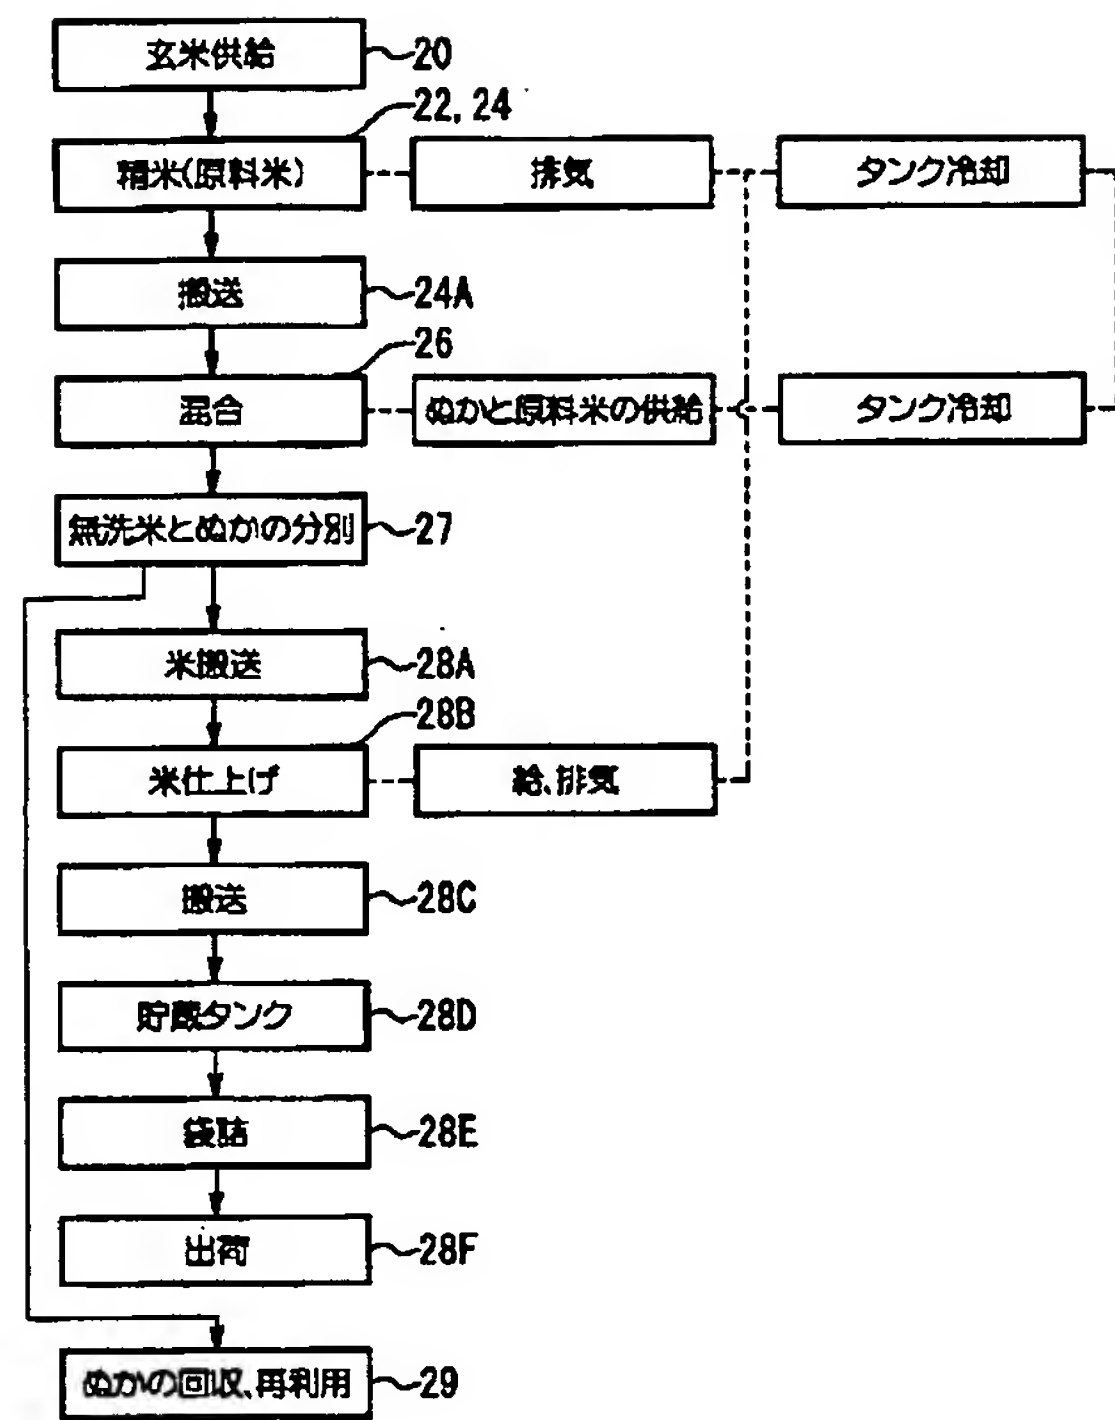 玄米供給
20
22, 24
精米(原料米)
排気
タンク冷却
搬送
24A
26
混合
ぬかと原料米の供給
タンク冷却
無洗米とぬかの分別
27
米搬送
28A
28B
米仕上げ
給、排気
搬送
28C
貯蔵タンク
28D
袋詰
28E
出荷
28F
ぬかの回収、再利用
29